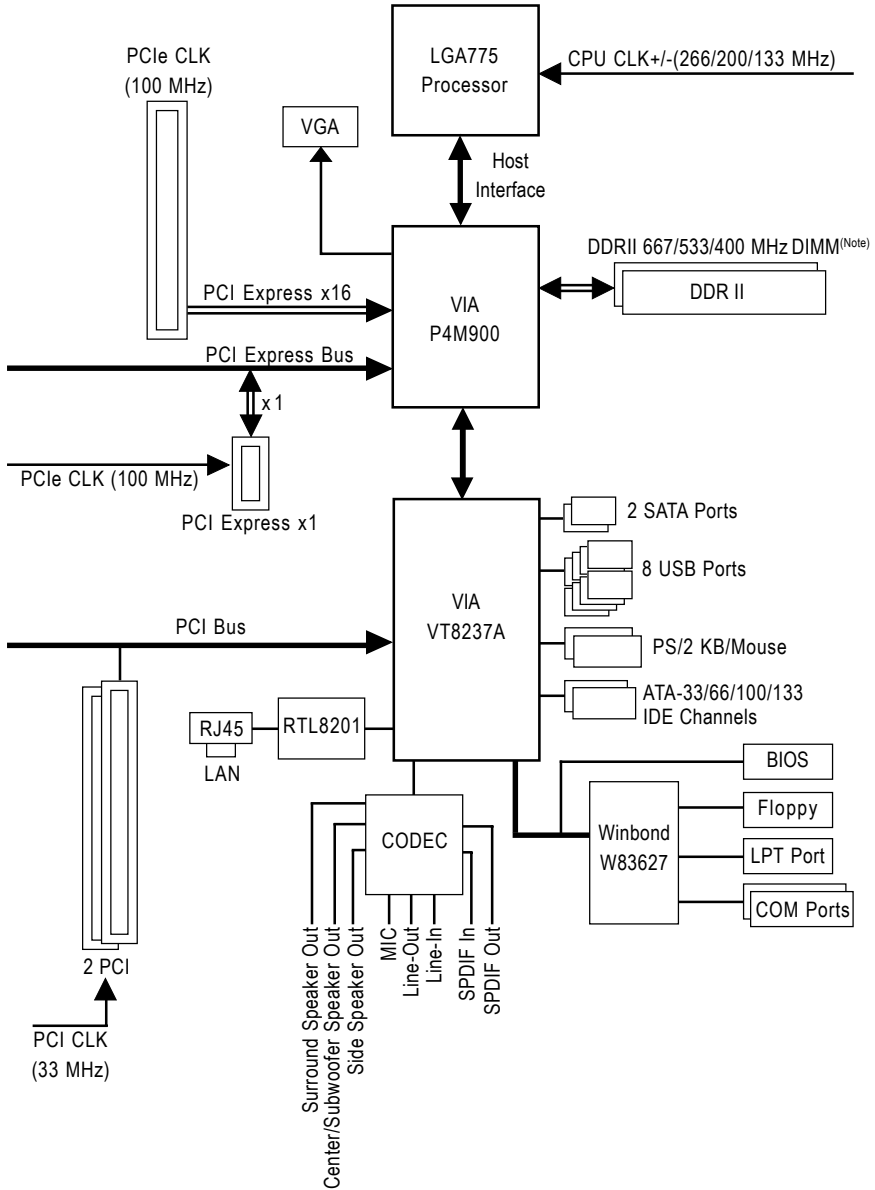 PCIe CLK
(100 MHz)
LGA775
Processor
CPU CLK+/-(266/200/133 MHz)
VGA
Host
Interface
DDRII 667/533/400 MHz DIMM(Note)
DDR II
PCI Express x16
VIA
P4M900
PCI Express Bus
x 1
PCIe CLK (100 MHz)
PCI Express x1
2 SATA Ports
8 USB Ports
VIA
VT8237A
PCI Bus
PS/2 KB/Mouse
ATA-33/66/100/133
IDE Channels
RJ45
RTL8201
LAN
BIOS
CODEC
Winbond
W83627
Floppy
LPT Port
COM Ports
Surround Speaker Out
Center/Subwoofer Speaker Out
Side Speaker Out
MIC
Line-Out
Line-In
SPDIF In
SPDIF Out
2 PCI
PCI CLK
(33 MHz)